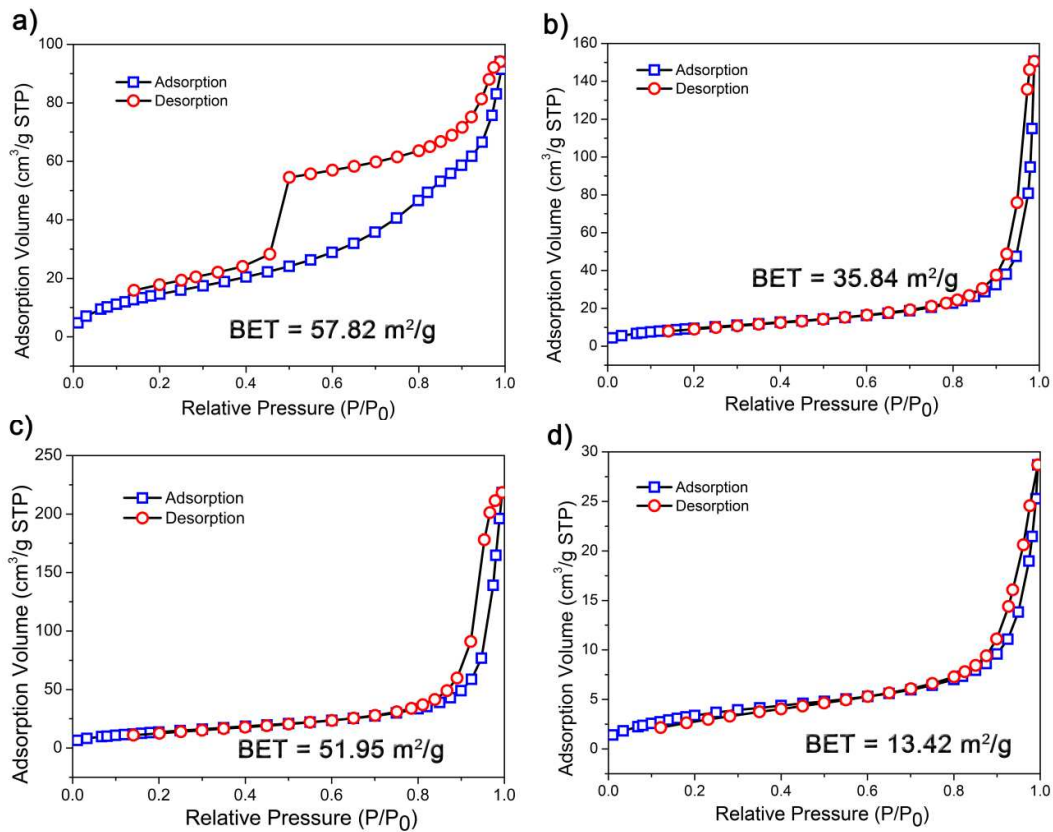 a)
Adsorption Volume (cm³/g STP)
100
80
60
40
20
0
Adsorption
Desorption
BET = 57.82 m²/g
0.0 0.2 0.4 0.6 0.8 1.0
Relative Pressure (P/P₀)
b)
Adsorption Volume (cm³/g STP)
160
140
120
100
80
60
40
20
0
Adsorption
Desorption
BET = 35.84 m²/g
0.0 0.2 0.4 0.6 0.8 1.0
Relative Pressure (P/P₀)
c)
Adsorption Volume (cm³/g STP)
250
200
150
100
50
0
Adsorption
Desorption
BET = 51.95 m²/g
0.0 0.2 0.4 0.6 0.8 1.0
Relative Pressure (P/P₀)
d)
Adsorption Volume (cm³/g STP)
30
25
20
15
10
5
0
Adsorption
Desorption
BET = 13.42 m²/g
0.0 0.2 0.4 0.6 0.8 1.0
Relative Pressure (P/P₀)